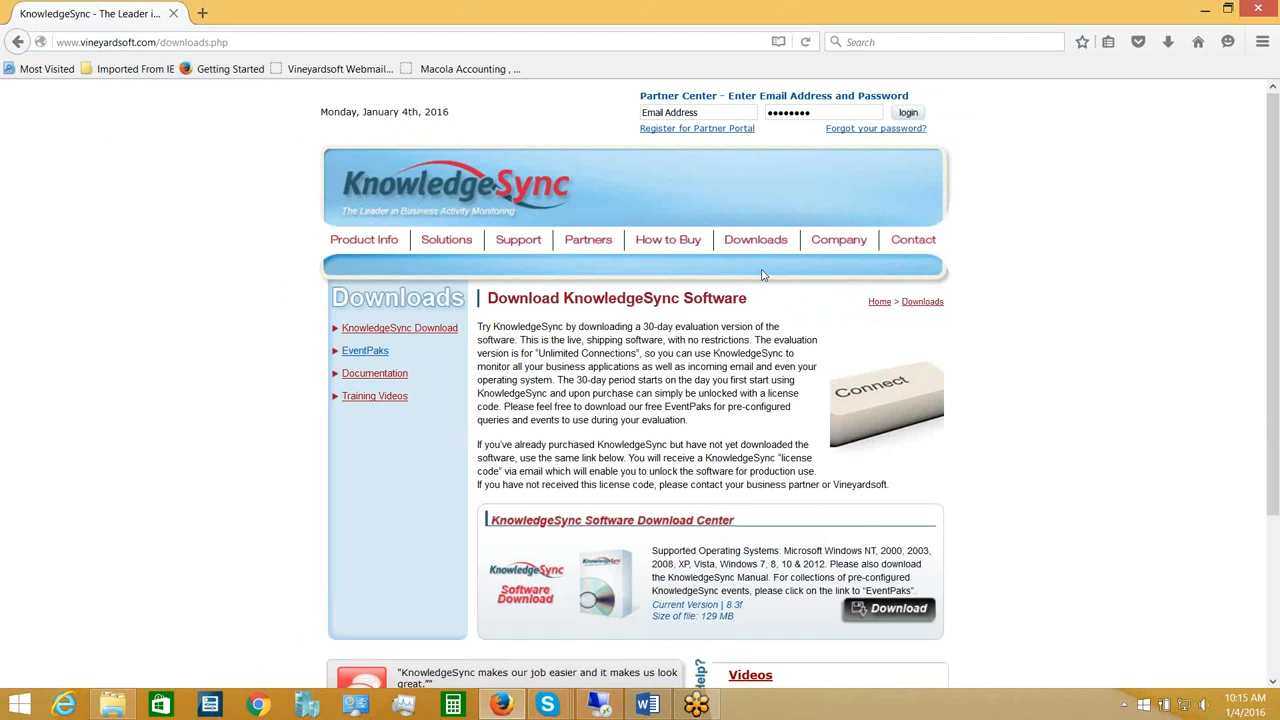 KnowledgeSync - The Leader i...
www.vineyardsoft.com/downloads.php
Search
Most Visited
Imported From IE
Getting Started
Vineyardsoft Webmail...
Macola Accounting , ...
Monday, January 4th, 2016
Partner Center - Enter Email Address and Password
Email Address
●●●●●●●●
login
Register for Partner Portal
Forgot your password?
KnowledgeSync
The Leader in Business Activity Monitoring
Product Info
Solutions
Support
Partners
How to Buy
Downloads
Company
Contact
Downloads
KnowledgeSync Download
EventPaks
Documentation
Training Videos
Download KnowledgeSync Software
Home > Downloads
Try KnowledgeSync by downloading a 30-day evaluation version of the
software. This is the live, shipping software, with no restrictions. The evaluation
version is for "Unlimited Connections", so you can use KnowledgeSync to
monitor all your business applications as well as incoming email and even your
operating system. The 30-day period starts on the day you first start using
KnowledgeSync and upon purchase can simply be unlocked with a license
code. Please feel free to download our free EventPaks for pre-configured
queries and events to use during your evaluation.
Connect
If you've already purchased KnowledgeSync but have not yet downloaded the
software, use the same link below. You will receive a KnowledgeSync "license
code" via email which will enable you to unlock the software for production use.
If you have not received this license code, please contact your business partner or Vineyardsoft.
KnowledgeSync Software Download Center
KnowledgeSync
Software
Download
KnowledgeSync
Supported Operating Systems: Microsoft Windows NT, 2000, 2003,
2008, XP, Vista, Windows 7, 8, 10 & 2012. Please also download
the KnowledgeSync Manual. For collections of pre-configured
KnowledgeSync events, please click on the link to "EventPaks".
Current Version | 8.3f
Size of file: 129 MB
Download
"KnowledgeSync makes our job easier and it makes us look
great.""
Help?
Videos
10:15 AM
1/4/2016